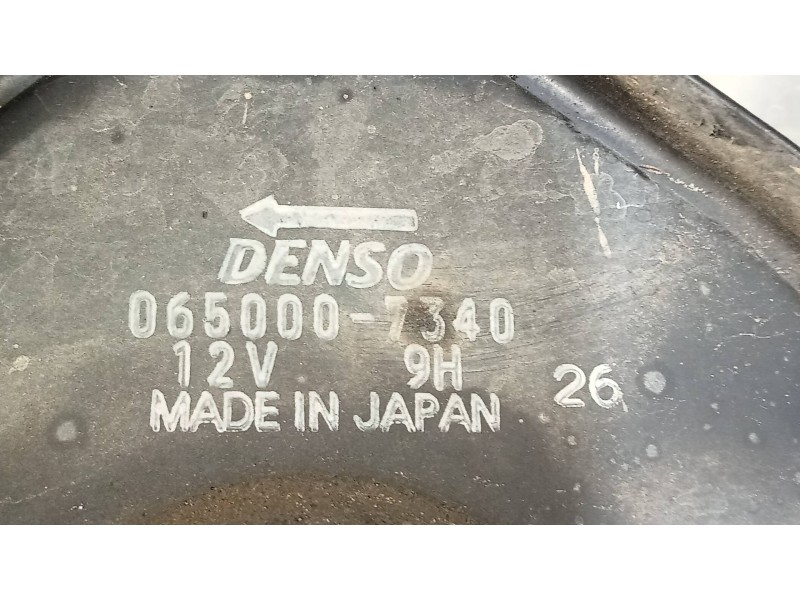 DENSO
065000-7340
12V 9H
26
MADE IN JAPAN